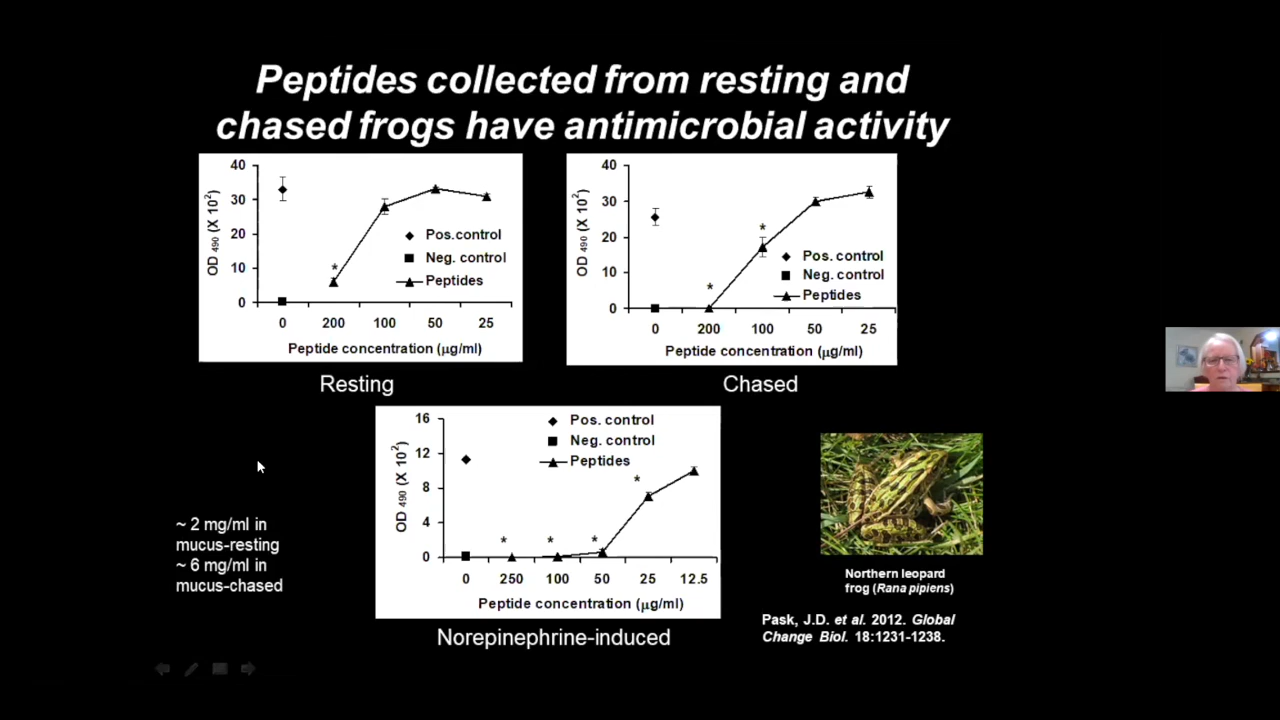 Peptides collected from resting and
chased frogs have antimicrobial activity
40
30
20
10
0
OD 490 (X 10²)
*
Pos.control
Neg. control
Peptides
0 200 100 50 25
Peptide concentration (µg/ml)
Resting
40
30
20
10
0
OD 490 (X 10²)
*
*
Pos. control
Neg. control
Peptides
0 200 100 50 25
Peptide concentration (µg/ml)
Chased
16
12
8
4
0
OD 490 (X 10²)
Pos. control
Neg. control
Peptides
* * * *
0 250 100 50 25 12.5
Peptide concentration (µg/ml)
Norepinephrine-induced
~ 2 mg/ml in
mucus-resting
~ 6 mg/ml in
mucus-chased
Northern leopard
frog (Rana pipiens)
Pask, J.D. et al. 2012. Global
Change Biol. 18:1231-1238.